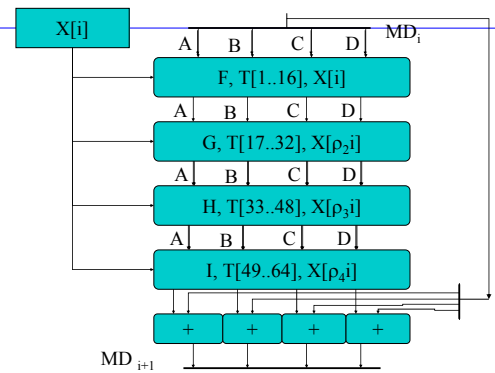 X[i]
MDᵢ
A B C D
F, T[1..16], X[i]
A B C D
G, T[17..32], X[ρ₂i]
A B C D
H, T[33..48], X[ρ₃i]
A B C D
I, T[49..64], X[ρ₄i]
+ + + +
MD ᵢ₊₁